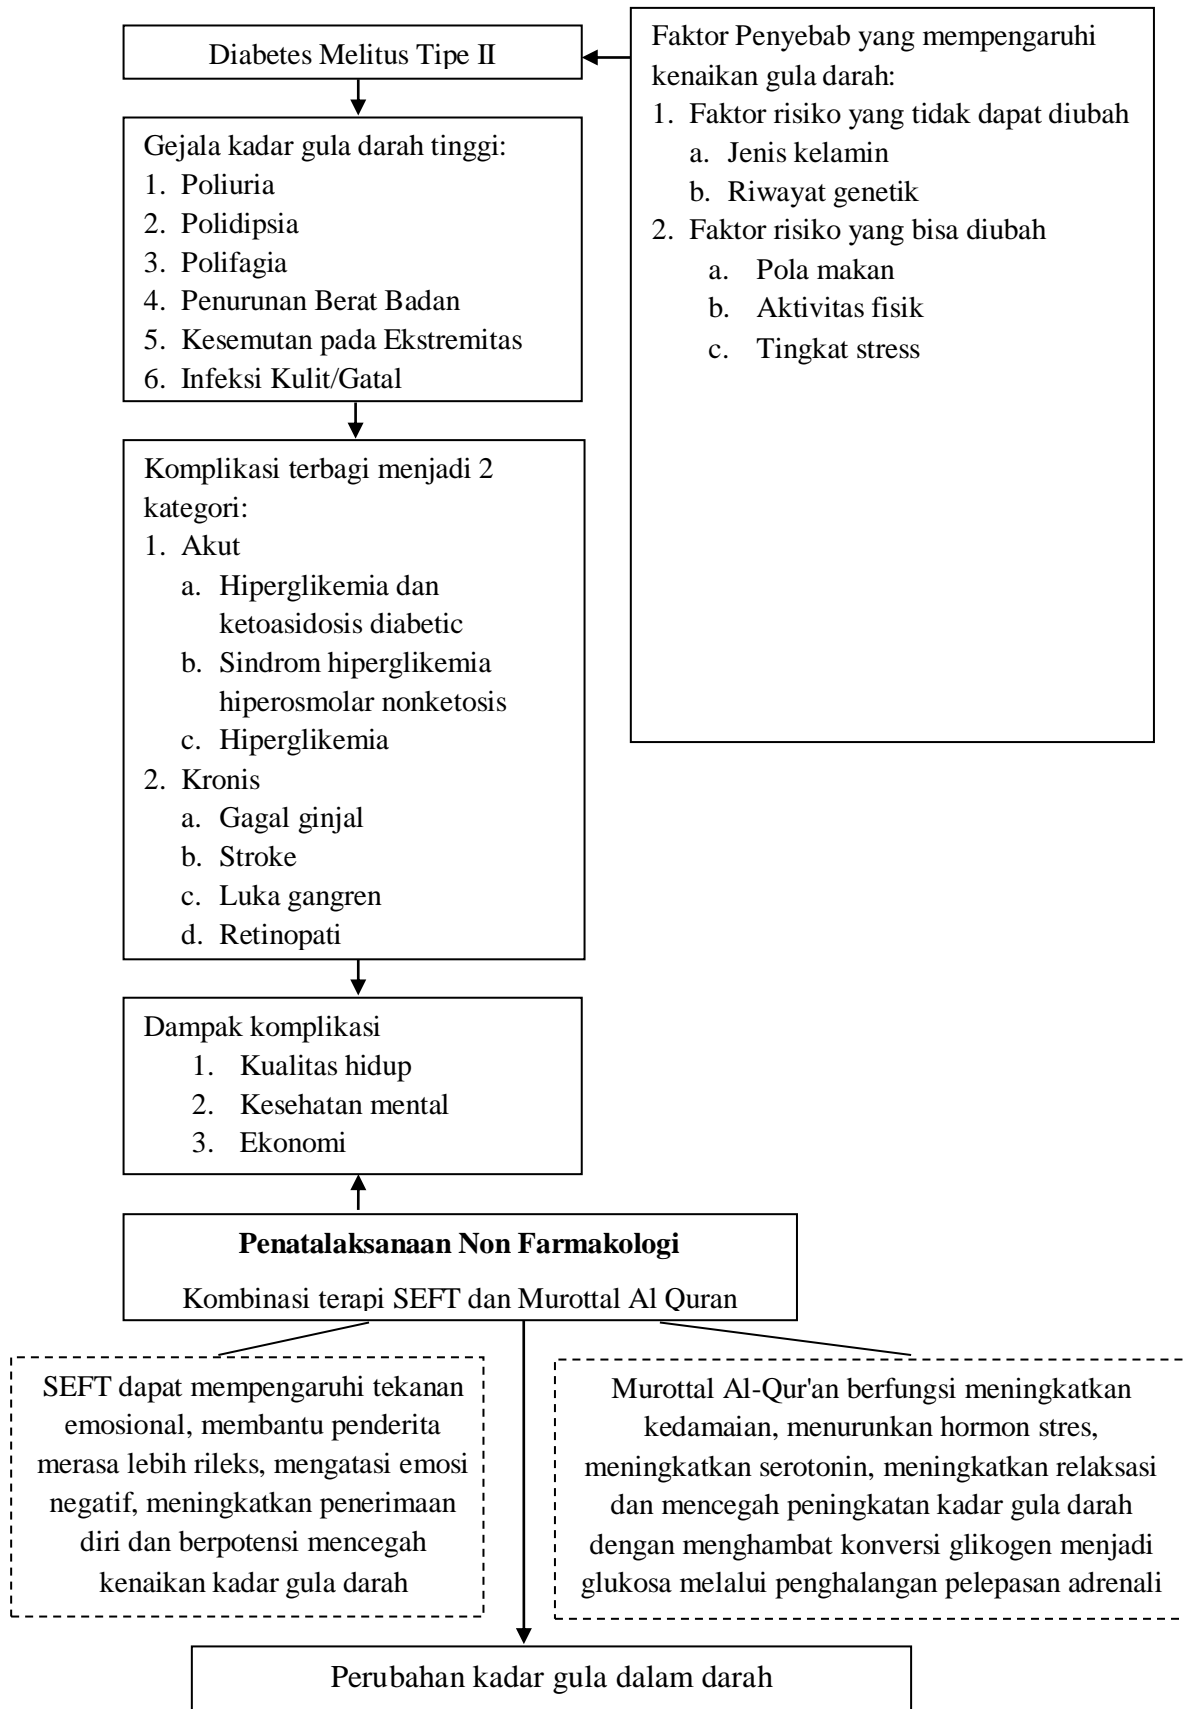 Diabetes Melitus Tipe II
Faktor Penyebab yang mempengaruhi
kenaikan gula darah:
1. Faktor risiko yang tidak dapat diubah
a. Jenis kelamin
b. Riwayat genetik
2. Faktor risiko yang bisa diubah
a. Pola makan
b. Aktivitas fisik
c. Tingkat stress
Gejala kadar gula darah tinggi:
1. Poliuria
2. Polidipsia
3. Polifagia
4. Penurunan Berat Badan
5. Kesemutan pada Ekstremitas
6. Infeksi Kulit/Gatal
Komplikasi terbagi menjadi 2
kategori:
1. Akut
a. Hiperglikemia dan
ketoasidosis diabetic
b. Sindrom hiperglikemia
hiperosmolar nonketosis
c. Hiperglikemia
2. Kronis
a. Gagal ginjal
b. Stroke
c. Luka gangren
d. Retinopati
Dampak komplikasi
1. Kualitas hidup
2. Kesehatan mental
3. Ekonomi
Penatalaksanaan Non Farmakologi
Kombinasi terapi SEFT dan Murottal Al Quran
SEFT dapat mempengaruhi tekanan
emosional, membantu penderita
merasa lebih rileks, mengatasi emosi
negatif, meningkatkan penerimaan
diri dan berpotensi mencegah
kenaikan kadar gula darah
Murottal Al-Qur'an berfungsi meningkatkan
kedamaian, menurunkan hormon stres,
meningkatkan serotonin, meningkatkan relaksasi
dan mencegah peningkatan kadar gula darah
dengan menghambat konversi glikogen menjadi
glukosa melalui penghalangan pelepasan adrenali
Perubahan kadar gula dalam darah